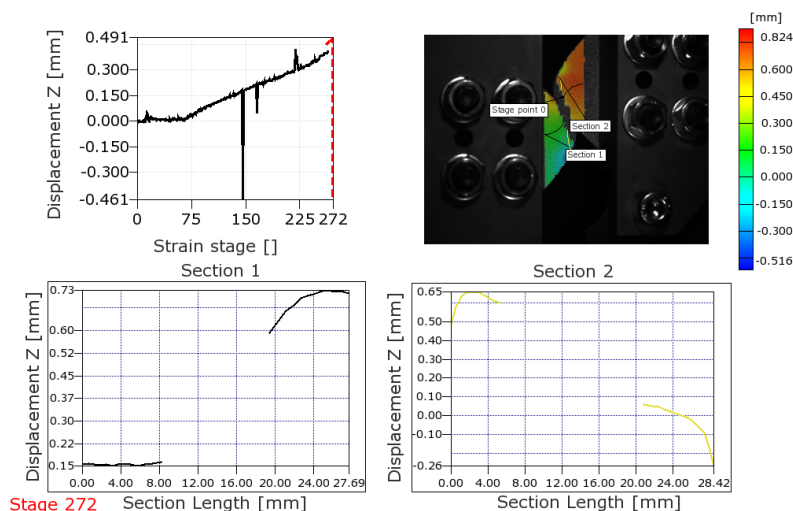 Displacement Z [mm]
0.491
0.300
0.150
0.000
-0.150
-0.300
-0.461
0 75 150 225 272
Strain stage []
Stage point 0
Section 2
Section 1
[mm]
0.824
0.600
0.450
0.300
0.150
0.000
-0.150
-0.300
-0.516
Section 1
Displacement Z [mm]
0.73
0.60
0.52
0.45
0.37
0.30
0.22
0.15
0.00 4.00 8.00 12.00 16.00 20.00 24.00 27.69
Section Length [mm]
Section 2
Displacement Z [mm]
0.65
0.50
0.40
0.30
0.20
0.10
0.00
-0.10
-0.26
0.00 4.00 8.00 12.00 16.00 20.00 24.00 28.42
Section Length [mm]
Stage 272